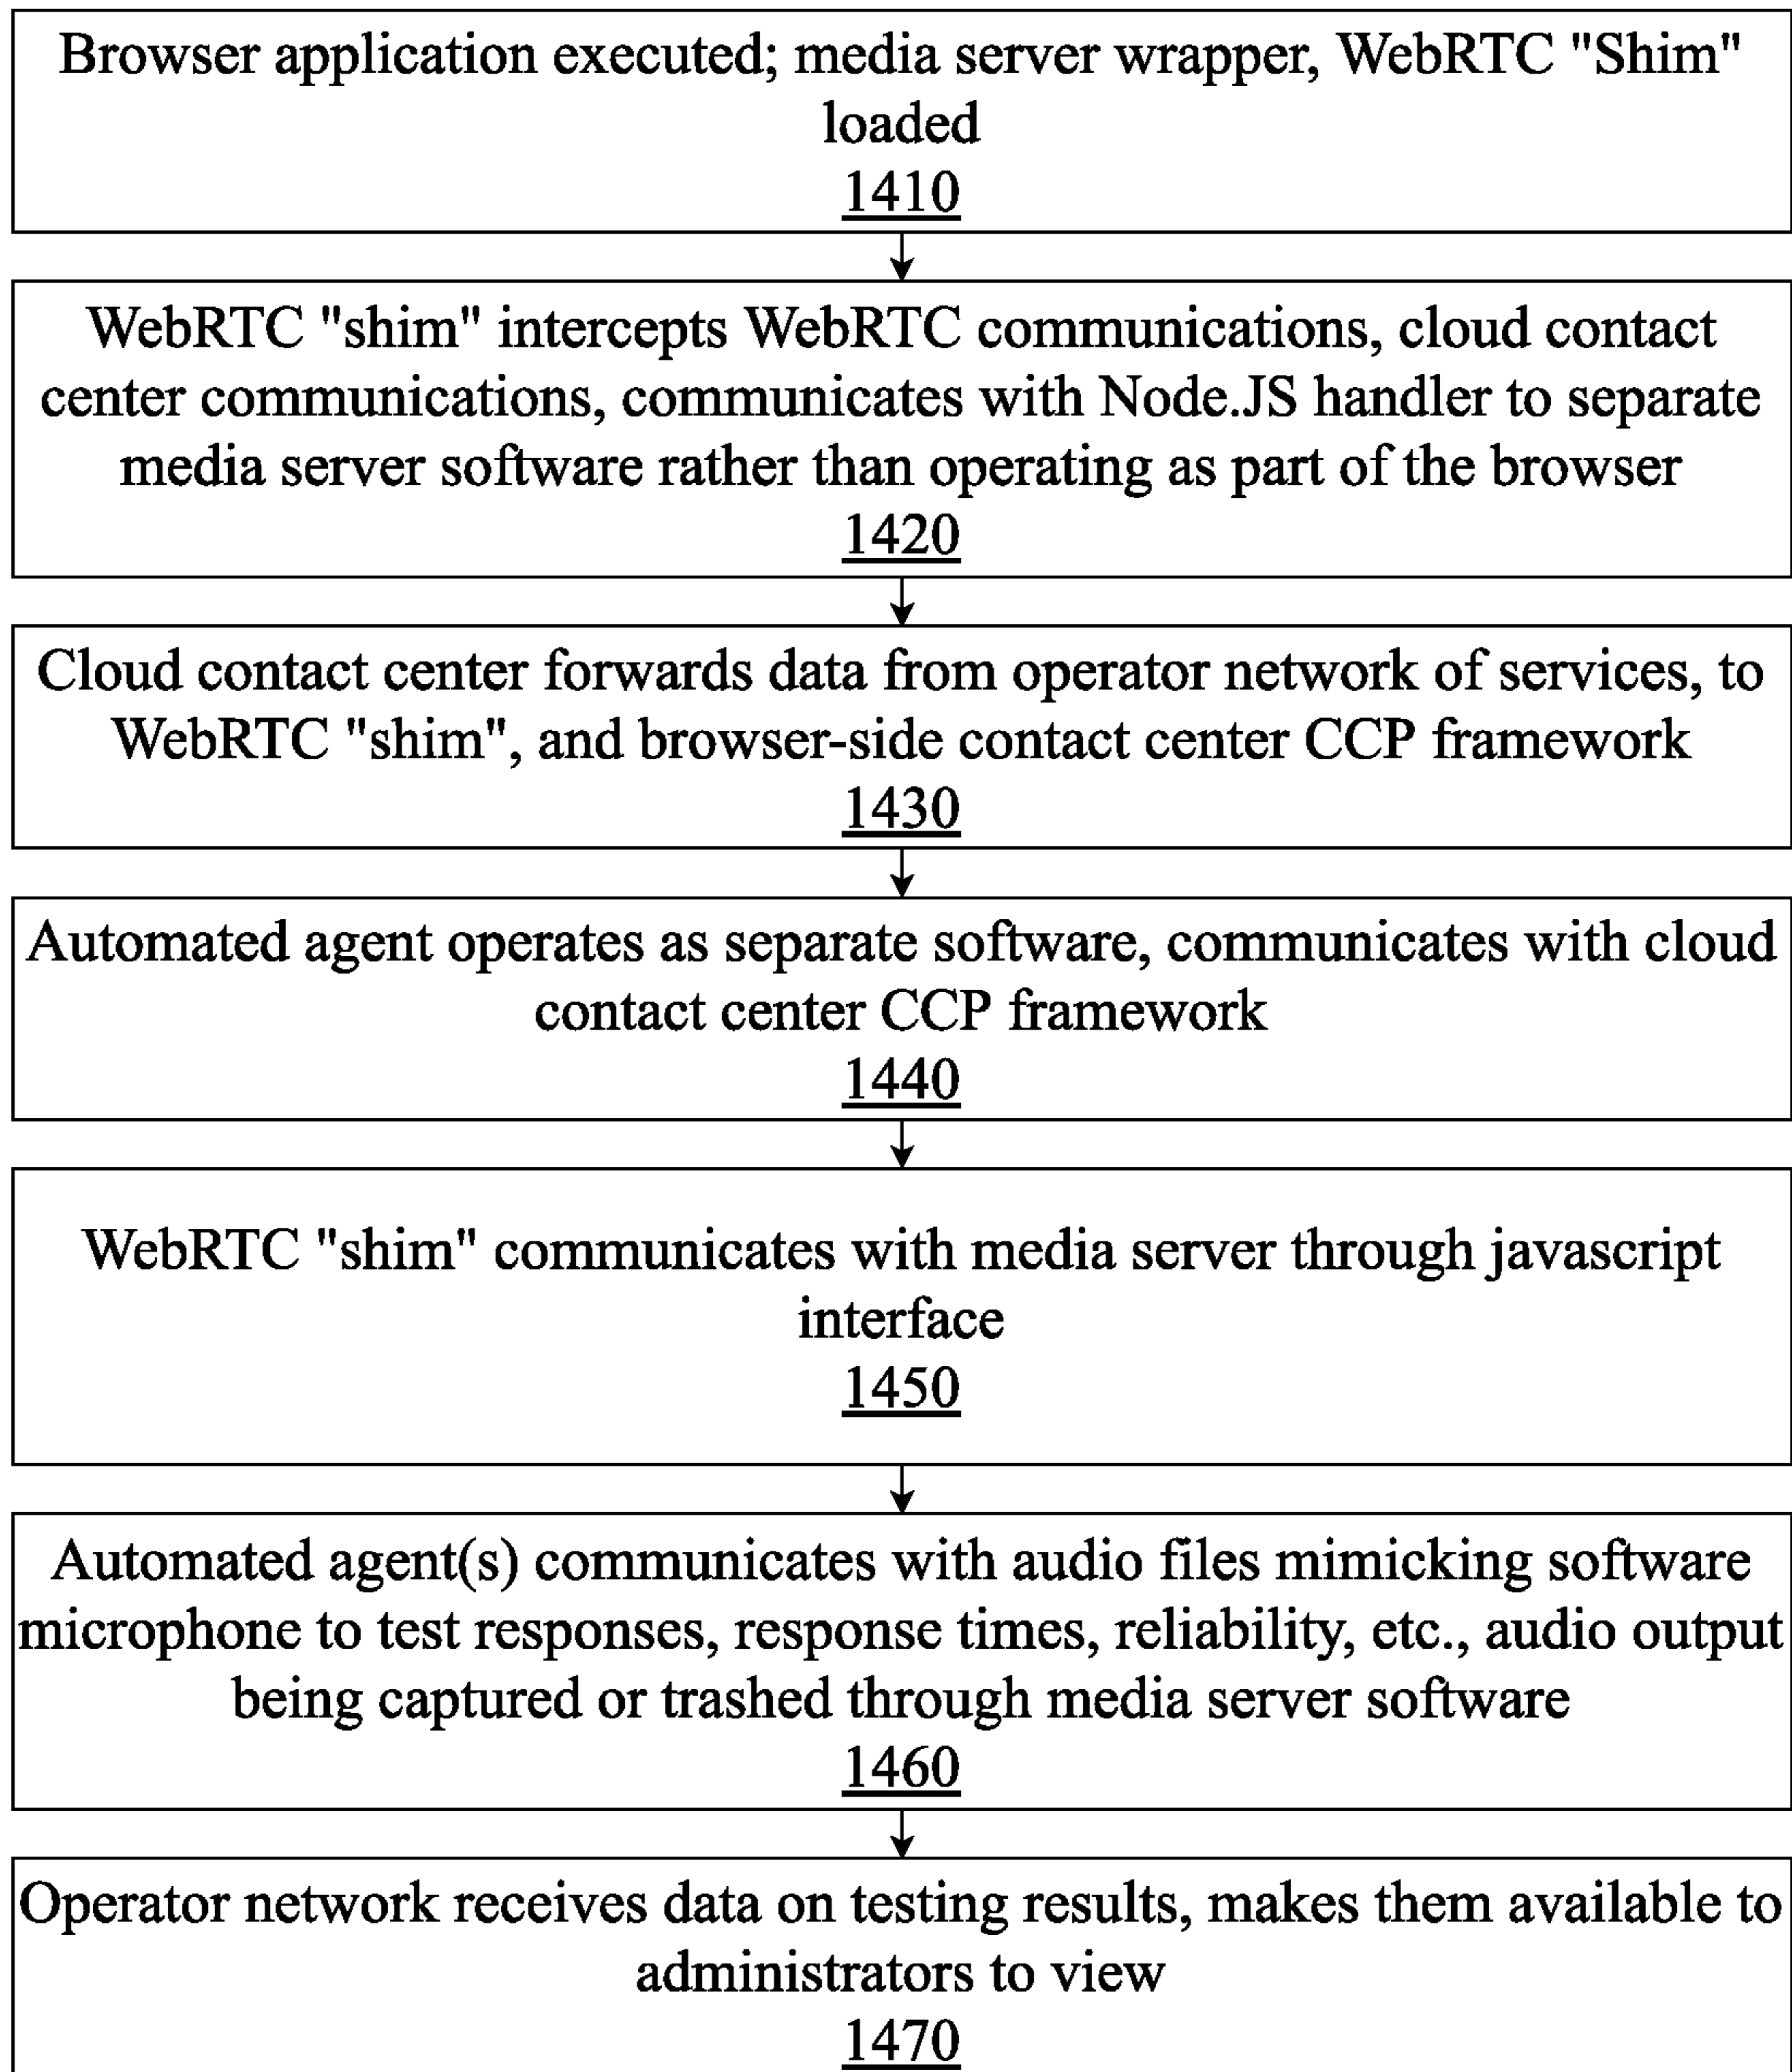 Browser application executed; media server wrapper, WebRTC "Shim"
loaded
1410
WebRTC "shim" intercepts WebRTC communications, cloud contact
center communications, communicates with Node.JS handler to separate
media server software rather than operating as part of the browser
1420
Cloud contact center forwards data from operator network of services, to
WebRTC "shim", and browser-side contact center CCP framework
1430
Automated agent operates as separate software, communicates with cloud
contact center CCP framework
1440
WebRTC "shim" communicates with media server through javascript
interface
1450
Automated agent(s) communicates with audio files mimicking software
microphone to test responses, response times, reliability, etc., audio output
being captured or trashed through media server software
1460
Operator network receives data on testing results, makes them available to
administrators to view
1470